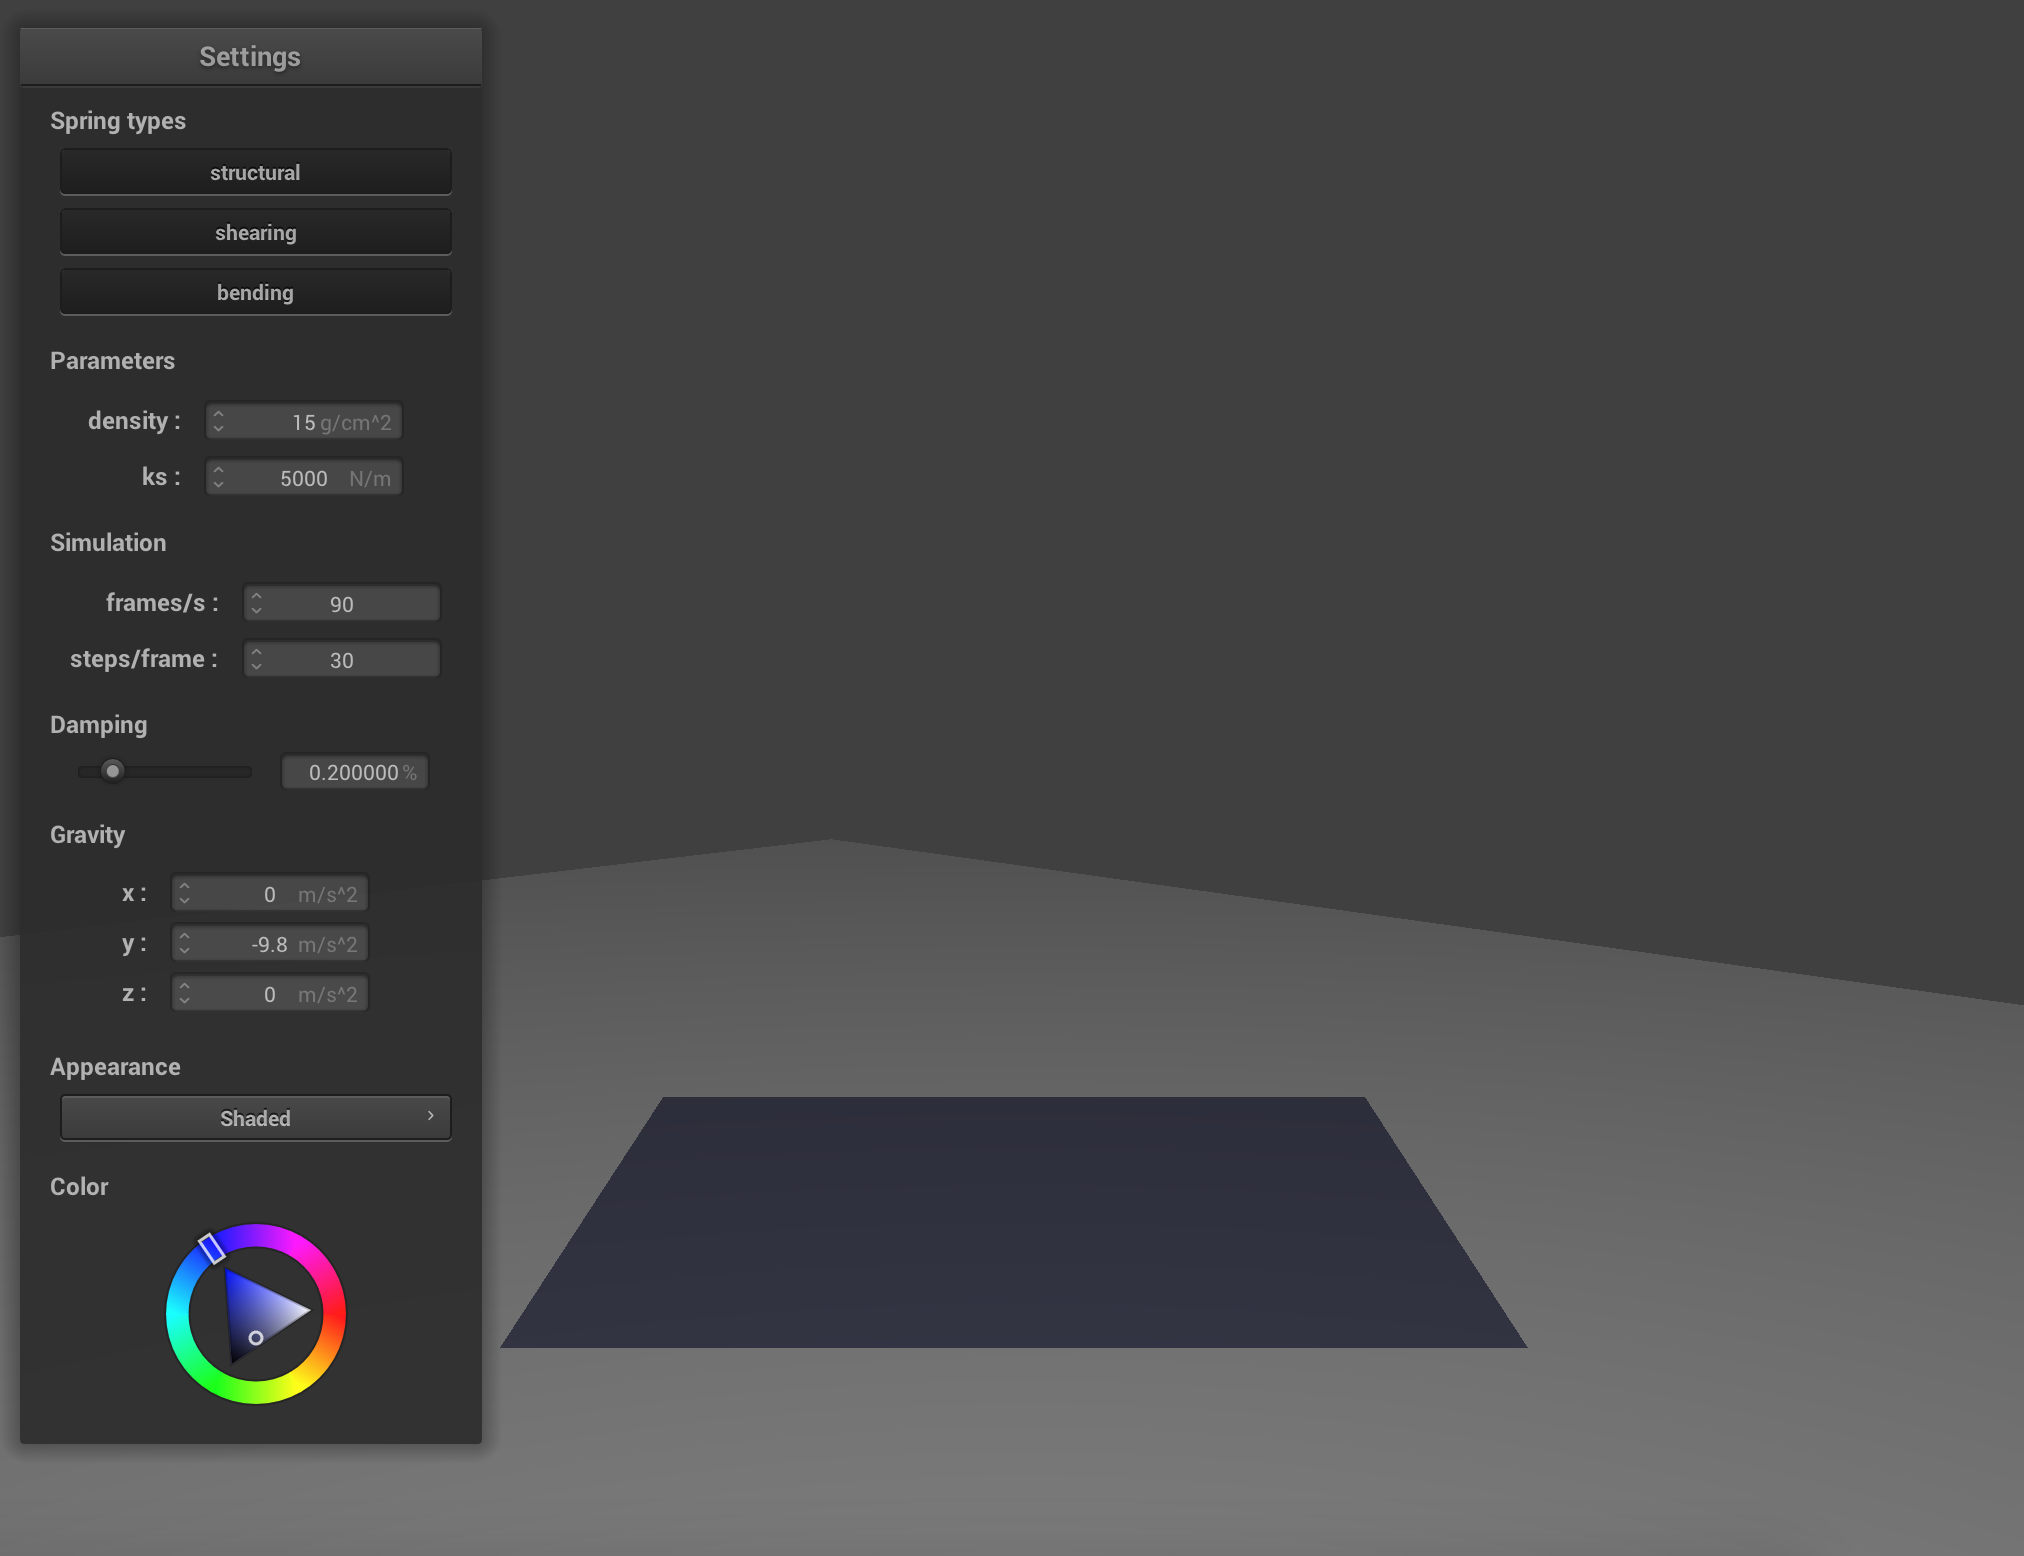 Settings
Spring types
structural
shearing
bending
Parameters
density : 15 g/cm^2
ks : 5000 N/m
Simulation
frames/s : 90
steps/frame : 30
Damping
0.200000 %
Gravity
x : 0 m/s^2
y : -9.8 m/s^2
z : 0 m/s^2
Appearance
Shaded
Color